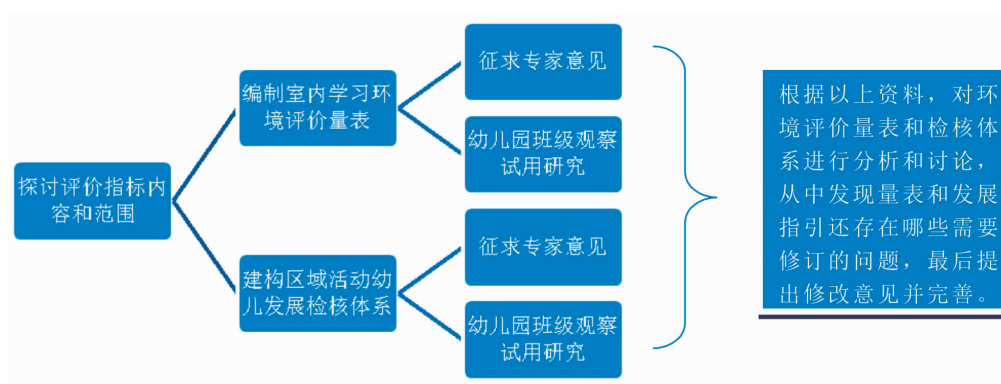 探讨评价指标内
容和范围
编制室内学习环
境评价量表
建构区域活动幼
儿发展检核体系
征求专家意见
幼儿园班级观察
试用研究
征求专家意见
幼儿园班级观察
试用研究
根据以上资料，对环
境评价量表和检核体
系进行分析和讨论，
从中发现量表和发展
指引还存在哪些需要
修订的问题，最后提
出修改意见并完善。